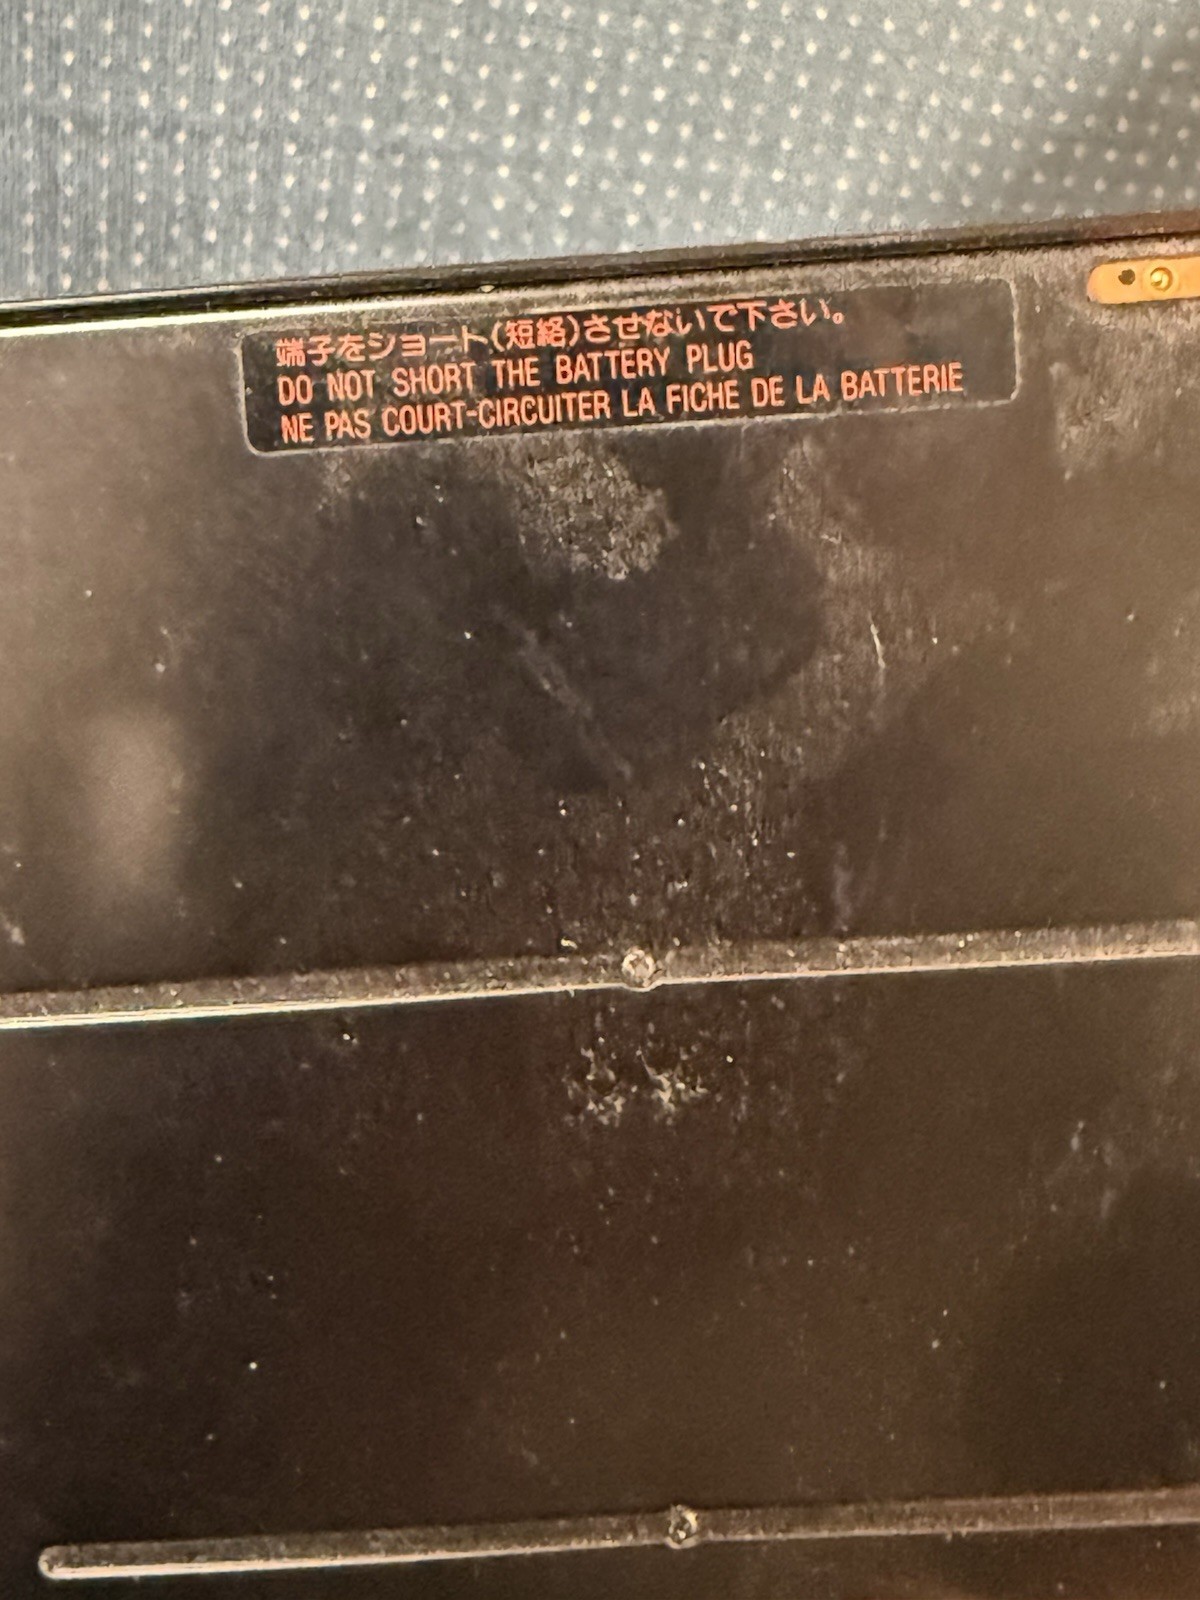 端子をショート(短絡)させないで下さい。
DO NOT SHORT THE BATTERY PLUG
NE PAS COURT-CIRCUITER LA FICHE DE LA BATTERIE